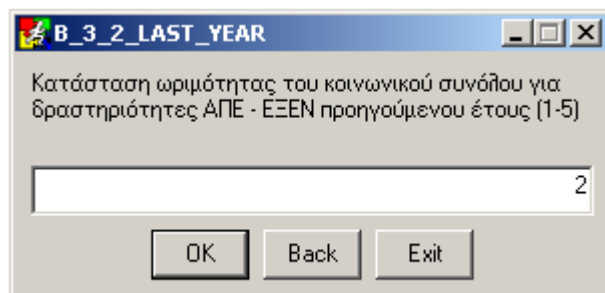 B_3_2_LAST_YEAR
Κατάσταση ωριμότητας του κοινωνικού συνόλου για
δραστηριότητες ΑΠΕ - ΕΞΕΝ προηγούμενου έτους (1-5)
2
OK Back Exit